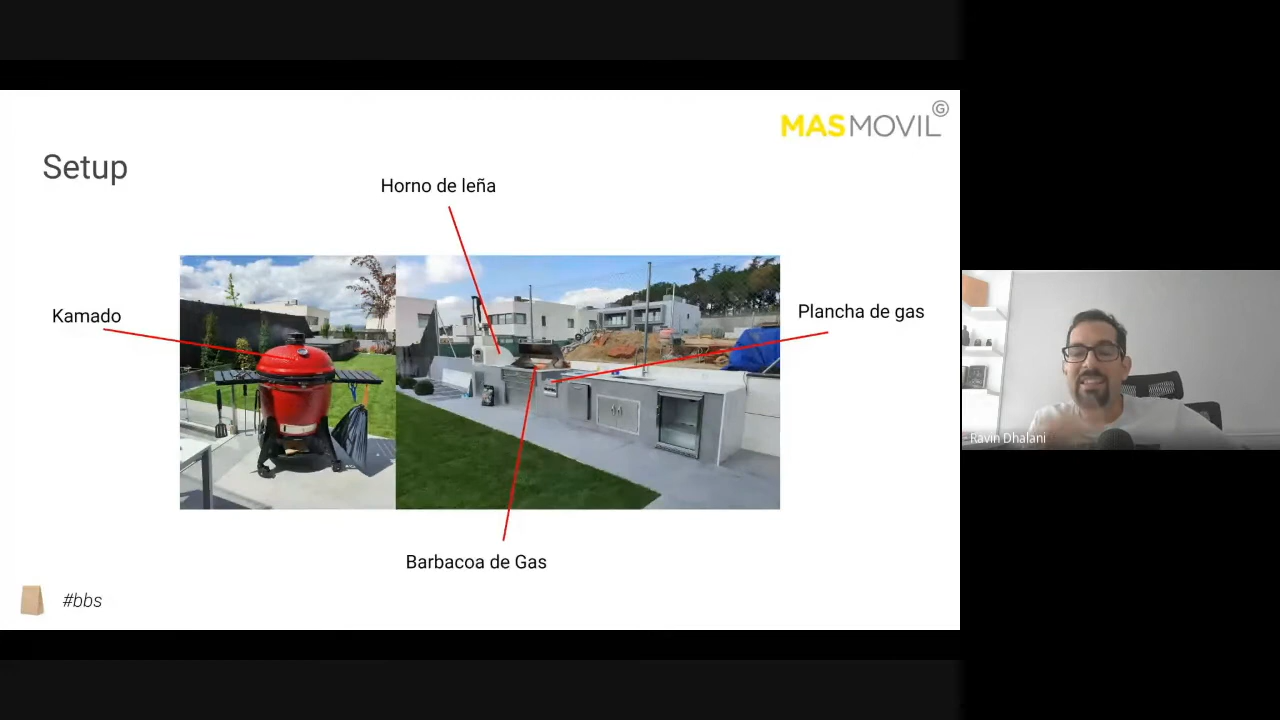 MASMOVIL
G
Setup
Horno de leña
Kamado
Plancha de gas
Barbacoa de Gas
#bbs
Ravin Dhalani